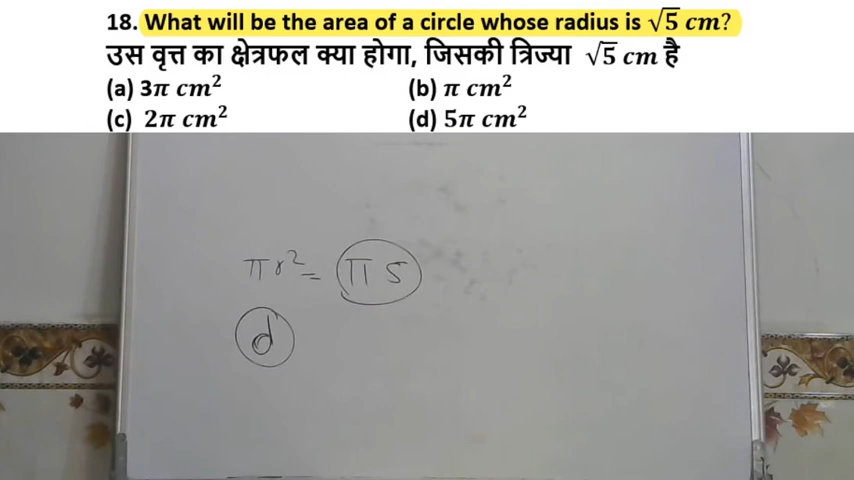 18. What will be the area of a circle whose radius is √5 cm?
उस वृत्त का क्षेत्रफल क्या होगा, जिसकी त्रिज्या √5 cm है
(a) 3π cm² (b) π cm²
(c) 2π cm² (d) 5π cm²
πr² = π 5
d